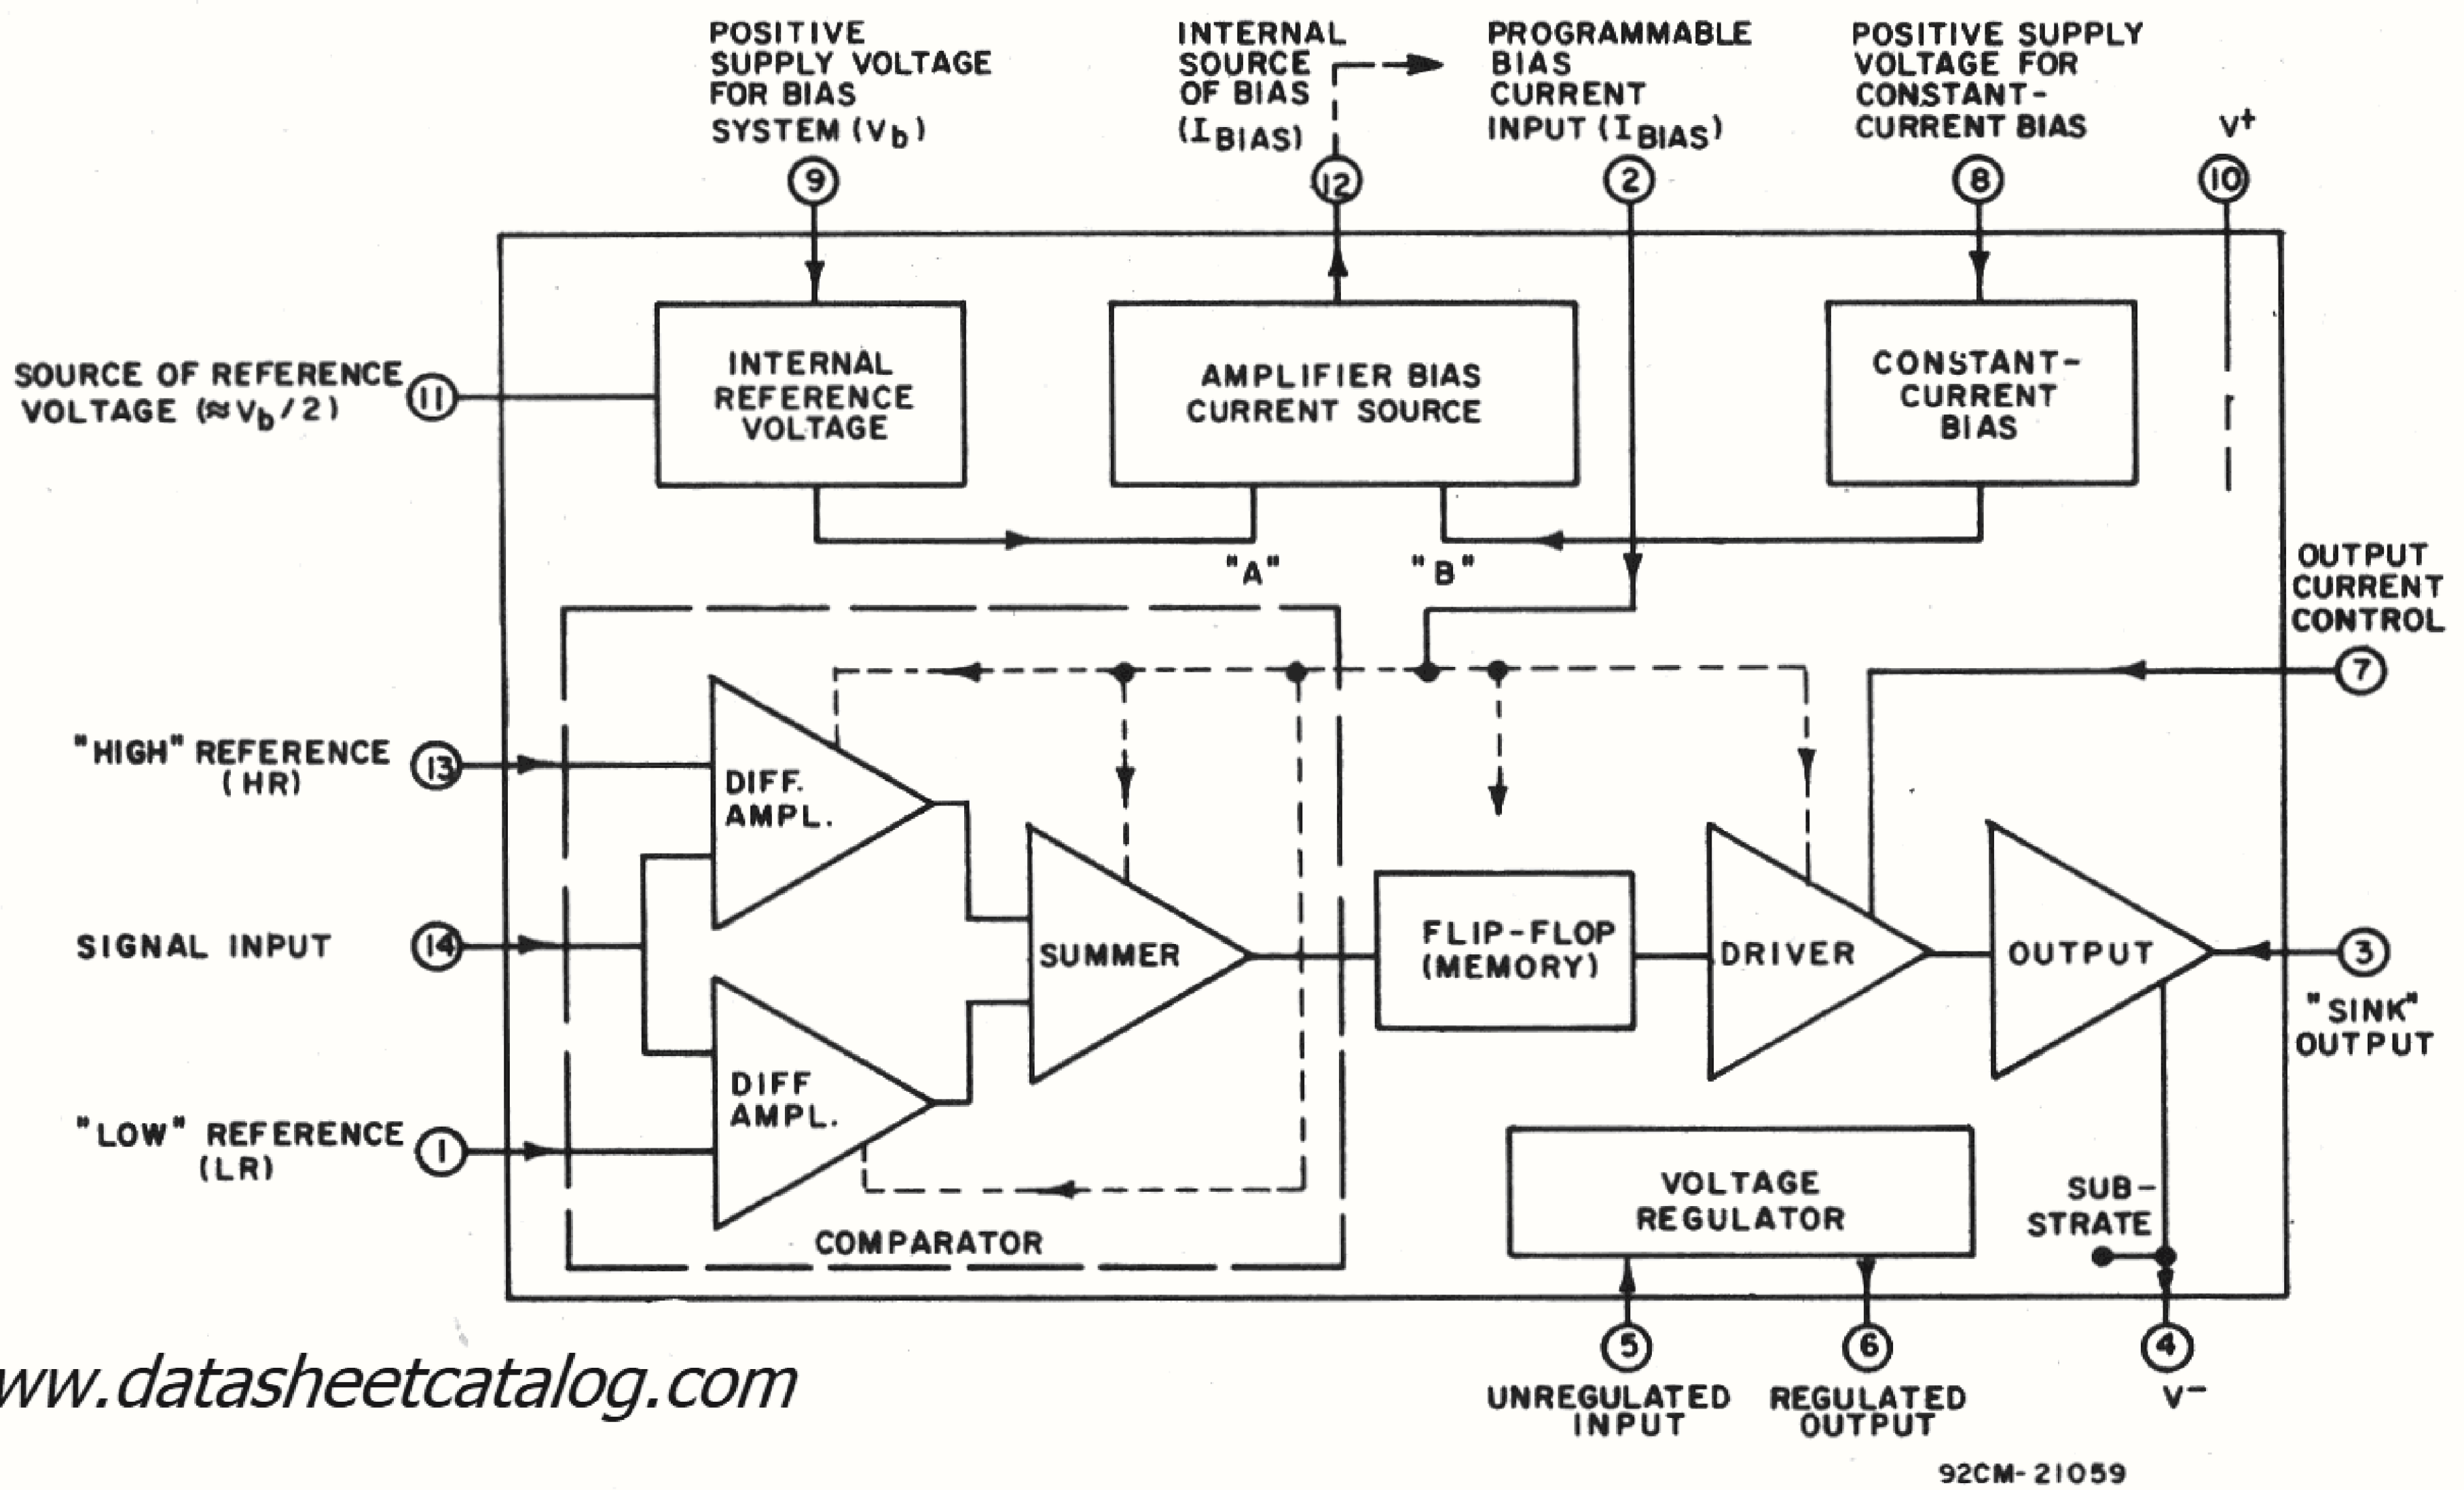 POSITIVE
SUPPLY VOLTAGE
FOR BIAS
SYSTEM (Vb)
9
INTERNAL
SOURCE
OF BIAS
(IBIAS)
12
PROGRAMMABLE
BIAS
CURRENT
INPUT (IBIAS)
2
POSITIVE SUPPLY
VOLTAGE FOR
CONSTANT-
CURRENT BIAS
8
V+
10
SOURCE OF REFERENCE
VOLTAGE (≈Vb/2)
11
INTERNAL
REFERENCE
VOLTAGE
AMPLIFIER BIAS
CURRENT SOURCE
CONSTANT-
CURRENT
BIAS
"A"
"B"
OUTPUT
CURRENT
CONTROL
7
"HIGH" REFERENCE
(HR)
13
DIFF.
AMPL.
SIGNAL INPUT
14
SUMMER
FLIP-FLOP
(MEMORY)
DRIVER
OUTPUT
3
"SINK"
OUTPUT
"LOW" REFERENCE
(LR)
1
DIFF
AMPL.
COMPARATOR
VOLTAGE
REGULATOR
SUB-
STRATE
5
UNREGULATED
INPUT
6
REGULATED
OUTPUT
4
V-
ww.datasheetcatalog.com
92CM-21059